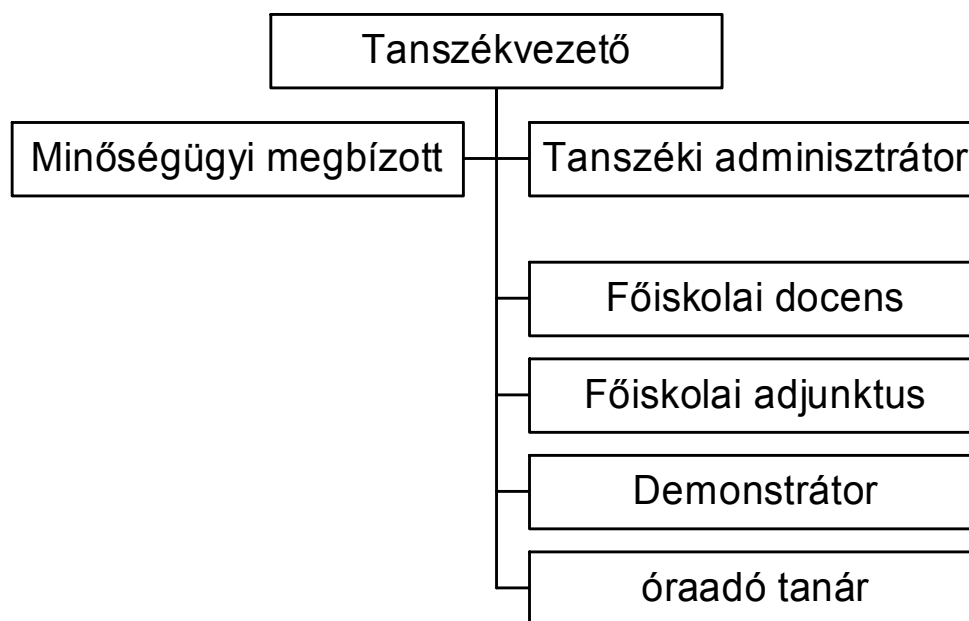 Tanszékvezető
Minőségügyi megbízott
Tanszéki adminisztrátor
Főiskolai docens
Főiskolai adjunktus
Demonstrátor
óraadó tanár